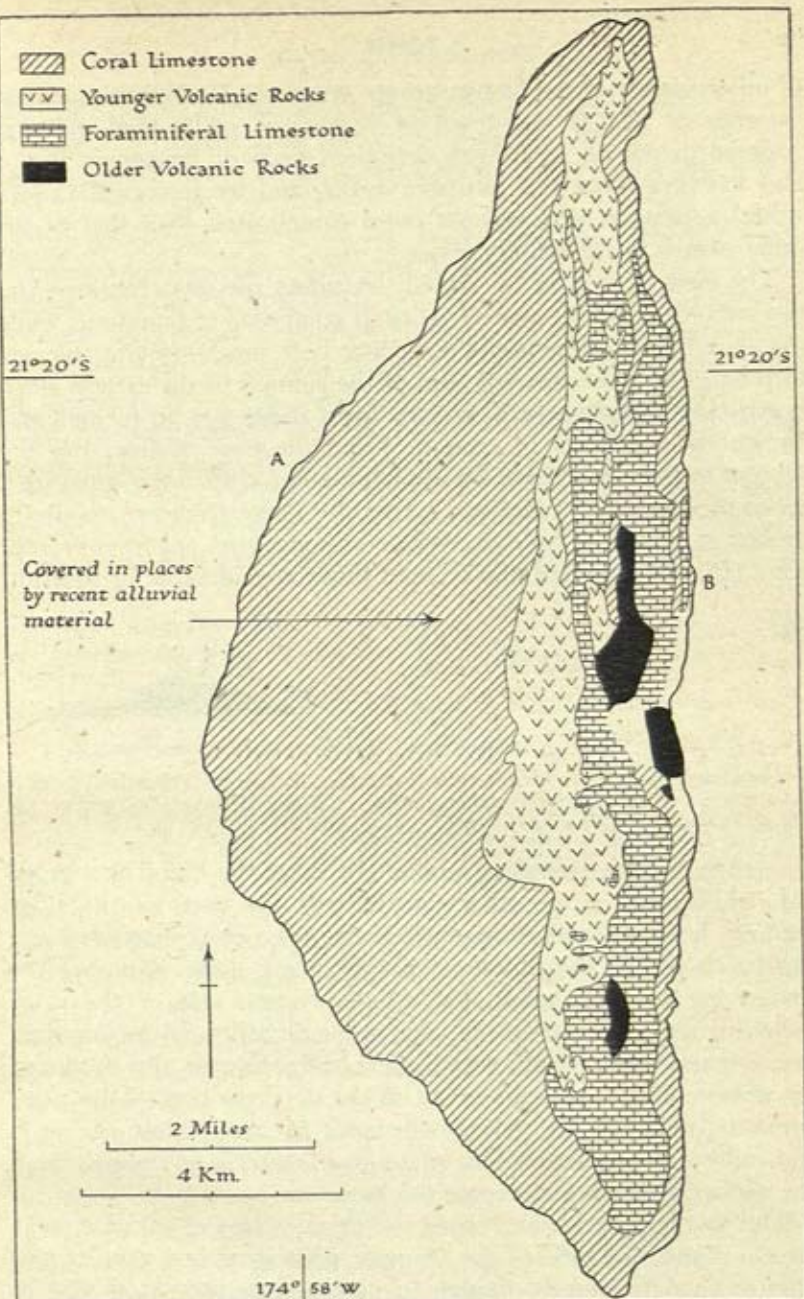 Coral Limestone
Younger Volcanic Rocks
Foraminiferal Limestone
Older Volcanic Rocks
21°20'S
21°20'S
A
Covered in places
by recent alluvial
material
B
2 Miles
4 Km.
174° 58'W